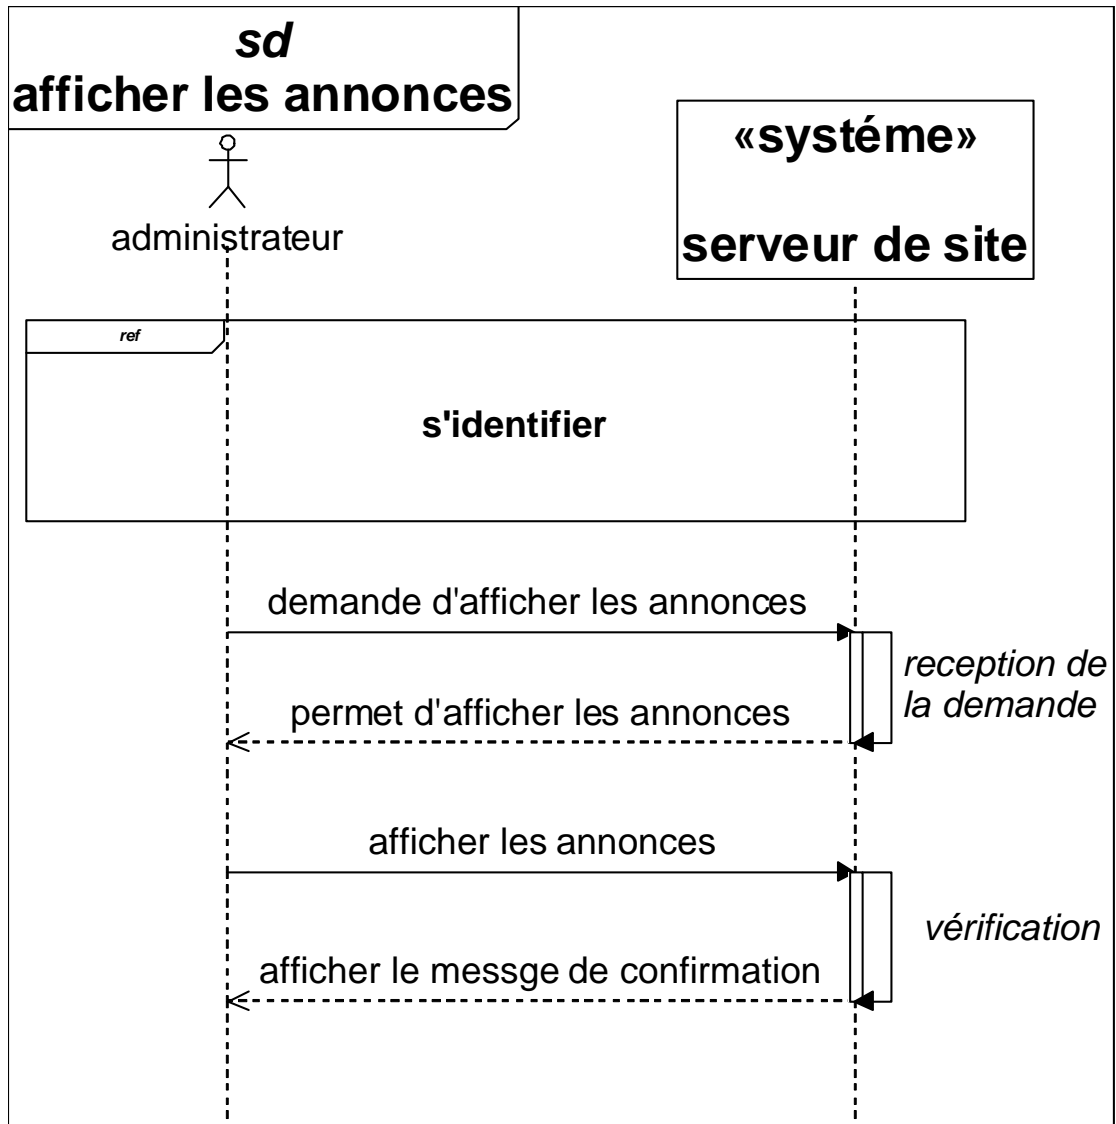 sd
afficher les annonces
«systéme»
serveur de site
administrateur
ref
s'identifier
demande d'afficher les annonces
reception de
la demande
permet d'afficher les annonces
afficher les annonces
vérification
afficher le messge de confirmation